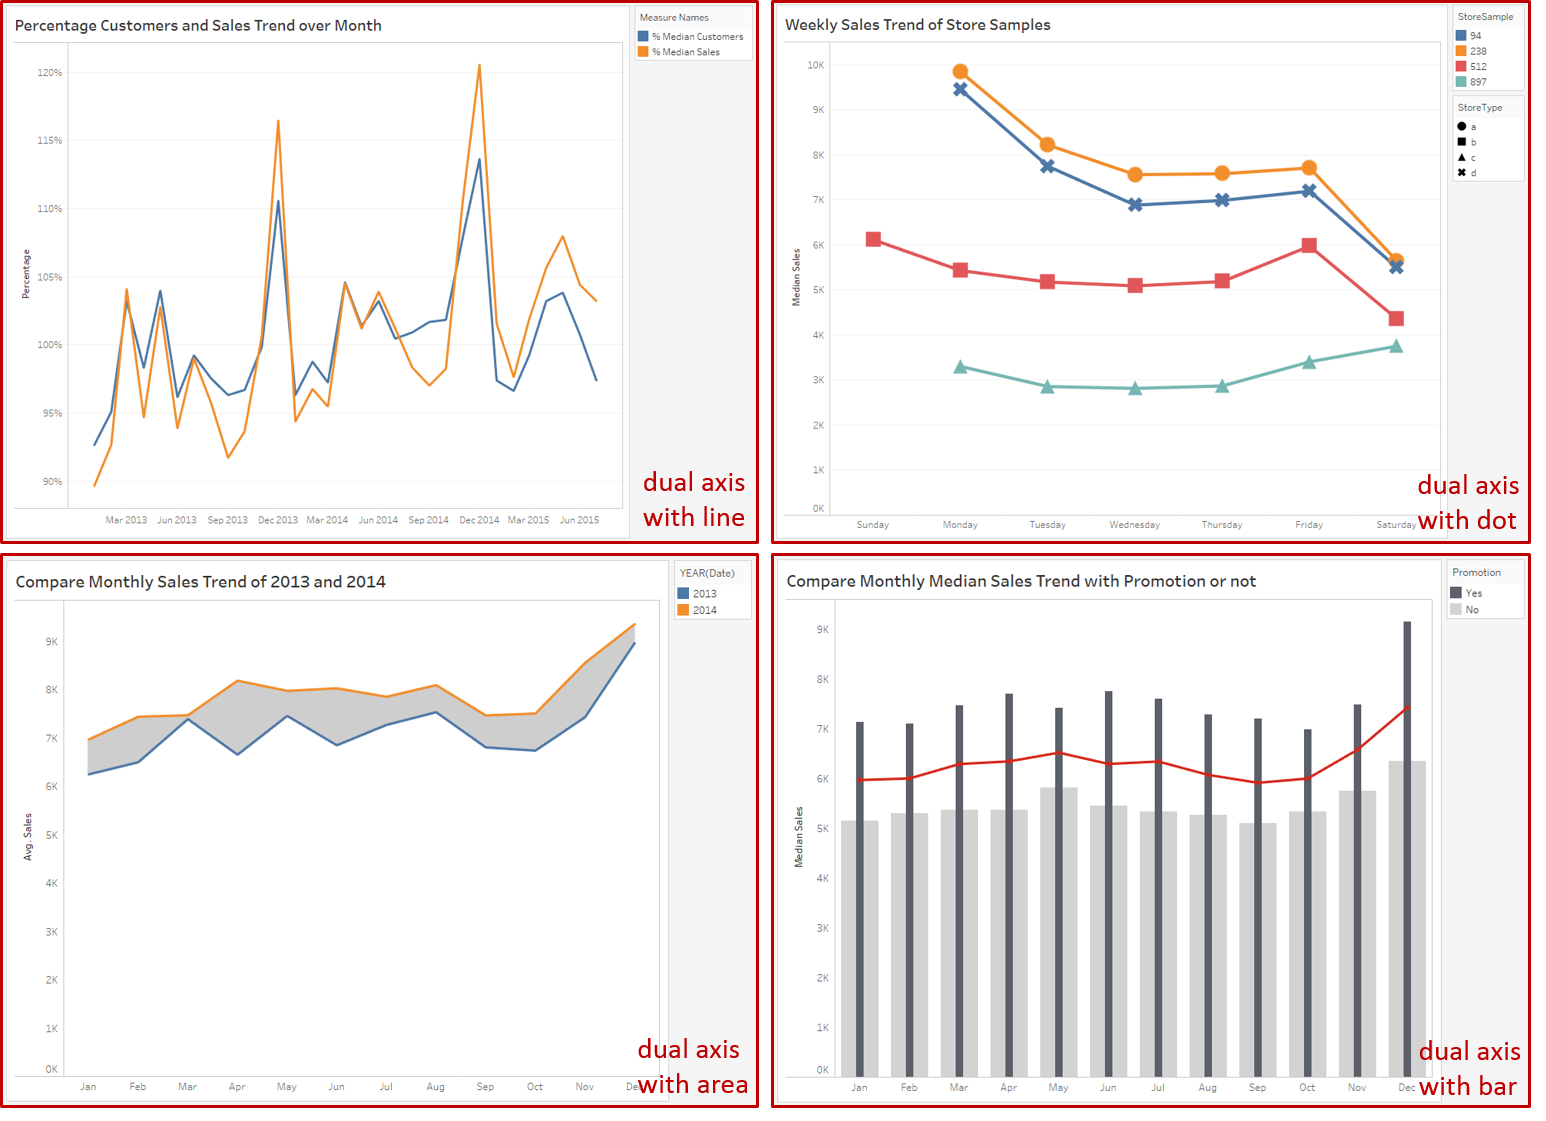 Percentage Customers and Sales Trend over Month
Measure Names
% Median Customers
% Median Sales
120%
115%
110%
105%
100%
95%
90%
Percentage
Mar 2013 Jun 2013 Sep 2013 Dec 2013 Mar 2014 Jun 2014 Sep 2014 Dec 2014 Mar 2015 Jun 2015
dual axis
with line
Weekly Sales Trend of Store Samples
StoreSample
94
238
512
897
StoreType
a
b
c
d
10K
9K
8K
7K
6K
5K
4K
3K
2K
1K
0K
Median Sales
Sunday Monday Tuesday Wednesday Thursday Friday Saturday
dual axis
with dot
Compare Monthly Sales Trend of 2013 and 2014
YEAR(Date)
2013
2014
9K
8K
7K
6K
5K
4K
3K
2K
1K
0K
Avg. Sales
Jan Feb Mar Apr May Jun Jul Aug Sep Oct Nov Dec
dual axis
with area
Compare Monthly Median Sales Trend with Promotion or not
Promotion
Yes
No
9K
8K
7K
6K
5K
4K
3K
2K
1K
0K
Median Sales
Jan Feb Mar Apr May Jun Jul Aug Sep Oct Nov Dec
dual axis
with bar